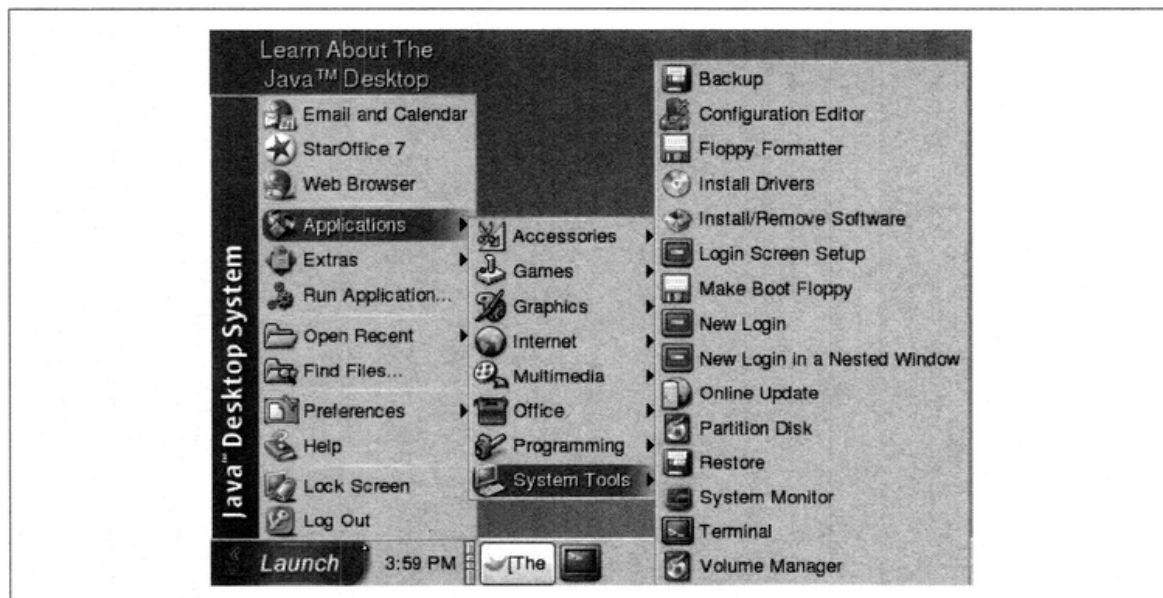 Learn About The
Java™ Desktop
Java™ Desktop System
Email and Calendar
StarOffice 7
Web Browser
Applications
Extras
Run Application...
Open Recent
Find Files...
Preferences
Help
Lock Screen
Log Out
Accessories
Games
Graphics
Internet
Multimedia
Office
Programming
System Tools
Backup
Configuration Editor
Floppy Formatter
Install Drivers
Install/Remove Software
Login Screen Setup
Make Boot Floppy
New Login
New Login in a Nested Window
Online Update
Partition Disk
Restore
System Monitor
Terminal
Volume Manager
Launch
3:59 PM
[The